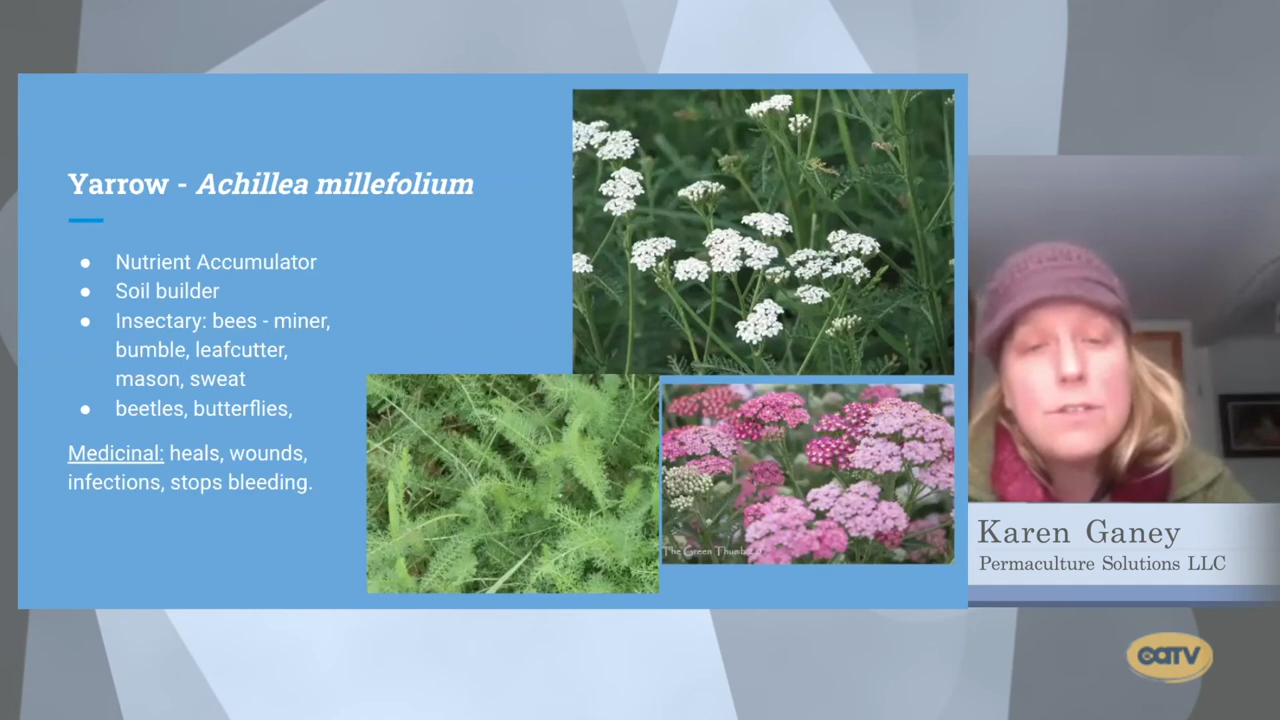 Yarrow - Achillea millefolium
● Nutrient Accumulator
● Soil builder
● Insectary: bees - miner,
bumble, leafcutter,
mason, sweat
● beetles, butterflies,
Medicinal: heals, wounds,
infections, stops bleeding.
The Green Thumb
Karen Ganey
Permaculture Solutions LLC
CATV